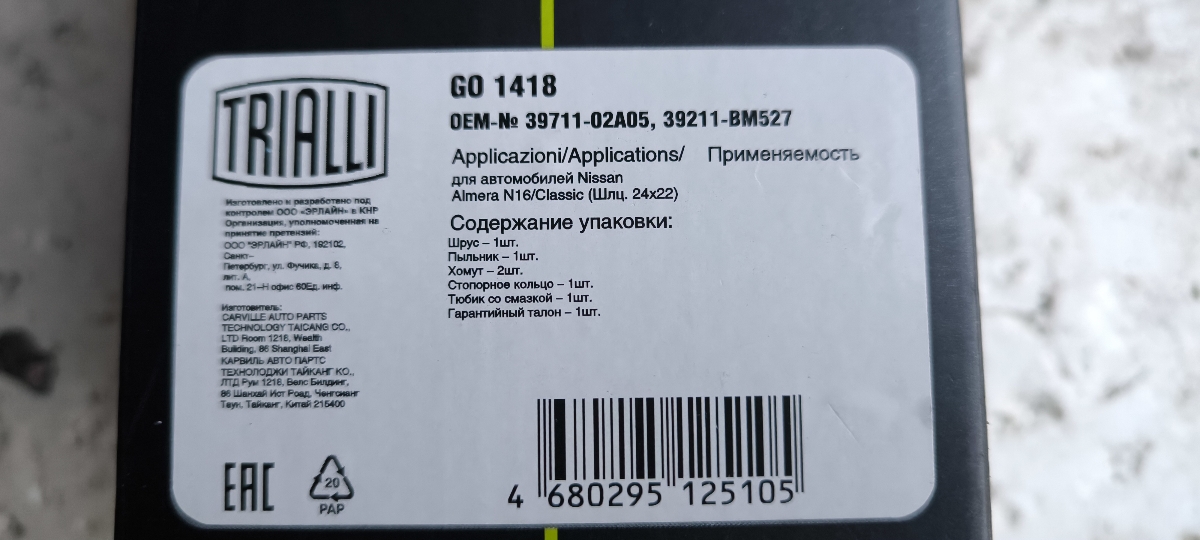 TRIALLI
GO 1418
OEM-№ 39711-02A05, 39211-BM527
Applicazioni/Applications/ Применяемость
для автомобилей Nissan
Almera N16/Classic (Шлц. 24x22)
Содержание упаковки:
Шрус – 1шт.
Пыльник – 1шт.
Хомут – 2шт.
Стопорное кольцо – 1шт.
Тюбик со смазкой – 1шт.
Гарантийный талон – 1шт.
Изготовлено и разработано под
контролем ООО «ЭРЛАЙН» в КНР
Организация, уполномоченная на
принятие претензий:
ООО "ЭРЛАЙН" РФ, 192102,
Санкт–
Петербург, ул. Фучика, д. 8,
лит. А,
пом. 21–Н офис 60Ед. инф.
Изготовитель:
CARVILLE AUTO PARTS
TECHNOLOGY TAICANG CO.,
LTD Room 1216, Wealth
Building, 86 Shanghai East
КАРВИЛЬ АВТО ПАРТС
ТЕХНОЛОДЖИ ТАЙКАНГ КО.,
ЛТД Рум 1216, Велс Билдинг,
86 Шанхай Ист Роад, Ченгсианг
Таун, Тайканг, Китай 215400
EAC
20
PAP
4 680295 125105